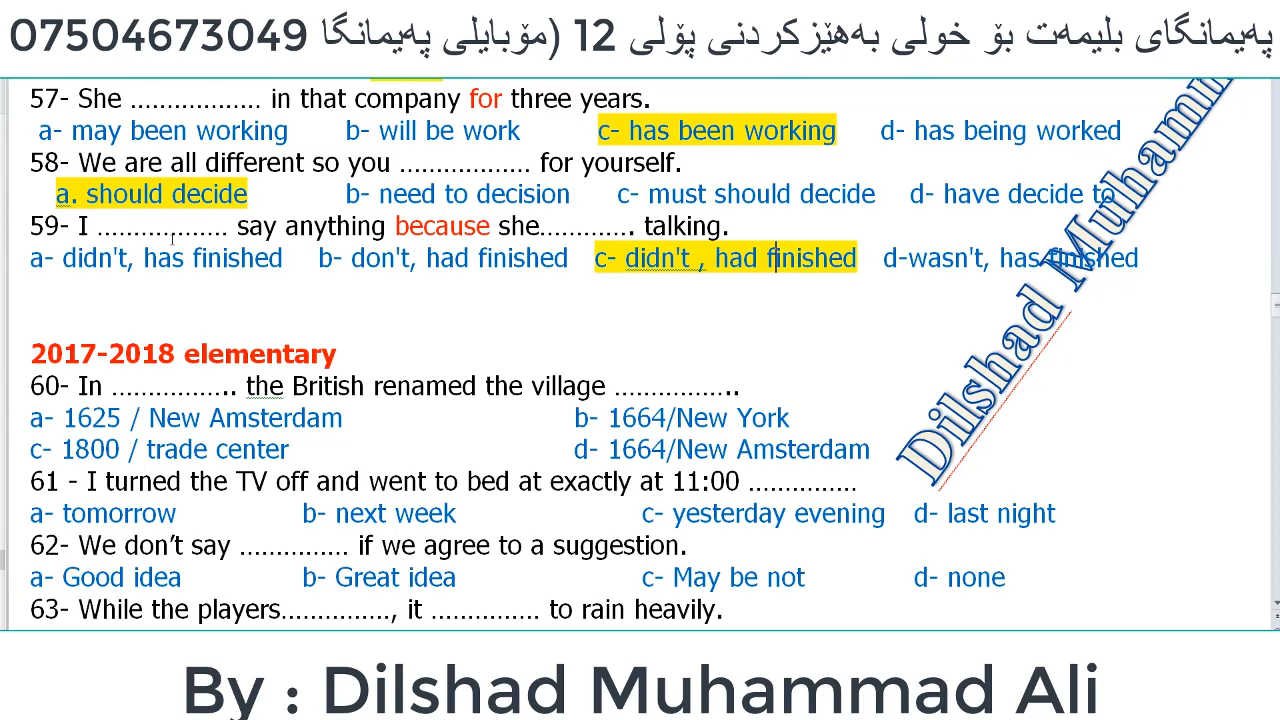 پەیمانگای بلیمەت بۆ خولی بەهێزکردنی پۆلی 12 (مۆبایلی پەیمانگا 07504673049
57- She .................. in that company for three years.
a- may been working b- will be work c- has been working d- has being worked
58- We are all different so you .................. for yourself.
a. should decide b- need to decision c- must should decide d- have decide to
59- I .................. say anything because she............. talking.
a- didn't, has finished b- don't, had finished c- didn't , had finished d-wasn't, has finished
2017-2018 elementary
60- In ................. the British renamed the village .................
a- 1625 / New Amsterdam b- 1664/New York
c- 1800 / trade center d- 1664/New Amsterdam
61 - I turned the TV off and went to bed at exactly at 11:00 ...............
a- tomorrow b- next week c- yesterday evening d- last night
62- We don’t say ............... if we agree to a suggestion.
a- Good idea b- Great idea c- May be not d- none
63- While the players..............., it ............... to rain heavily.
Dilshad Muhamm
By : Dilshad Muhammad Ali